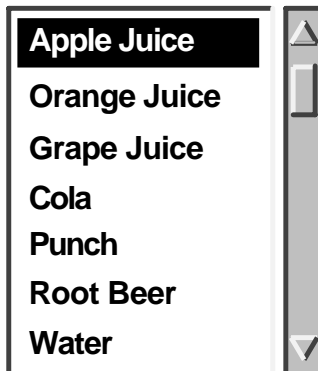 Apple Juice
Orange Juice
Grape Juice
Cola
Punch
Root Beer
Water